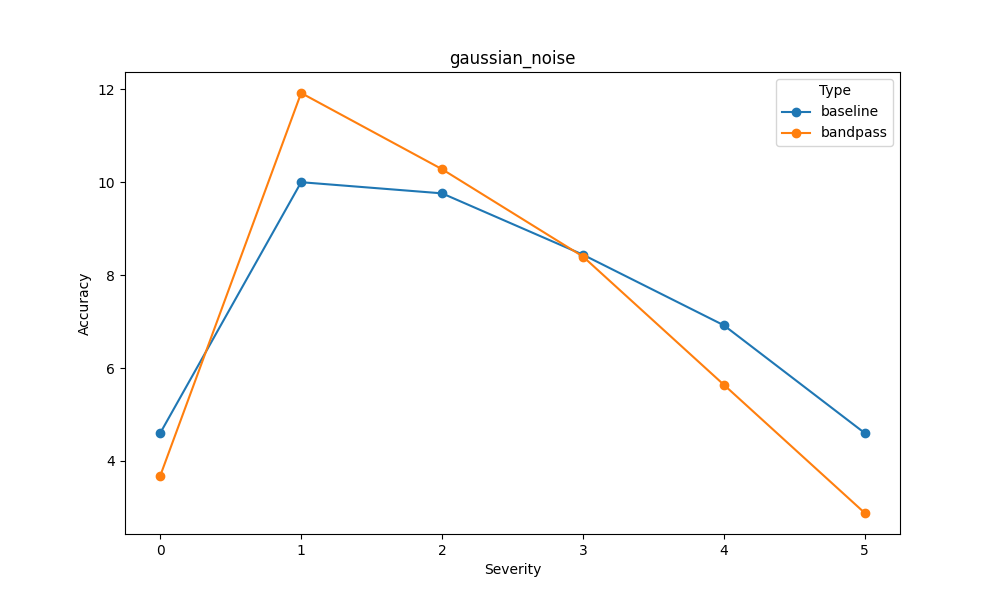 gaussian_noise
Type
baseline
bandpass
12
10
8
6
4
Accuracy
0 1 2 3 4 5
Severity